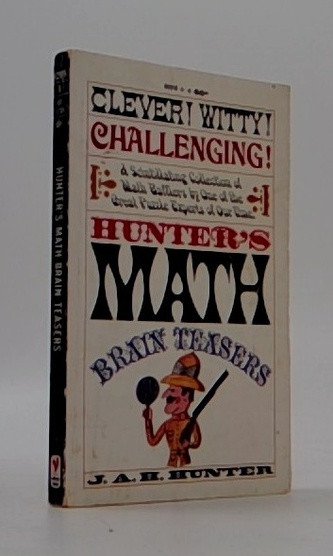 CLEVER! WITTY!
CHALLENGING!
A Scintillating Collection of
Math Bafflers by One of the
Great Puzzle Experts of Our Time
HUNTER'S
MATH
BRAIN TEASERS
J. A. H. HUNTER
HUNTER'S MATH BRAIN TEASERS